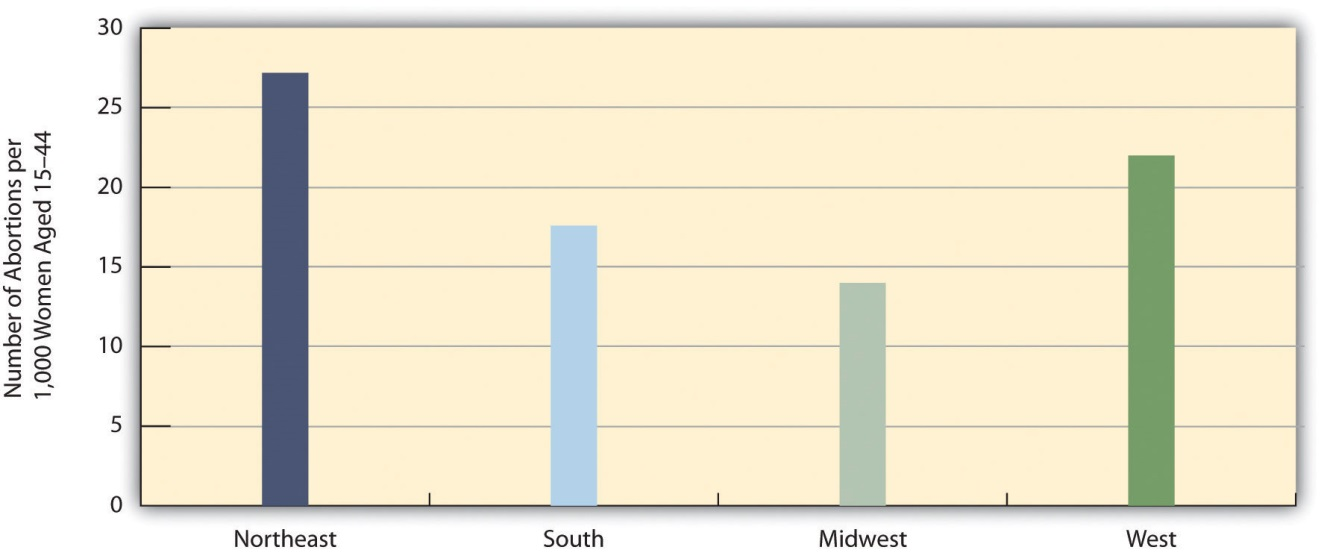 Number of Abortions per
1,000 Women Aged 15–44
30
25
20
15
10
5
0
Northeast
South
Midwest
West